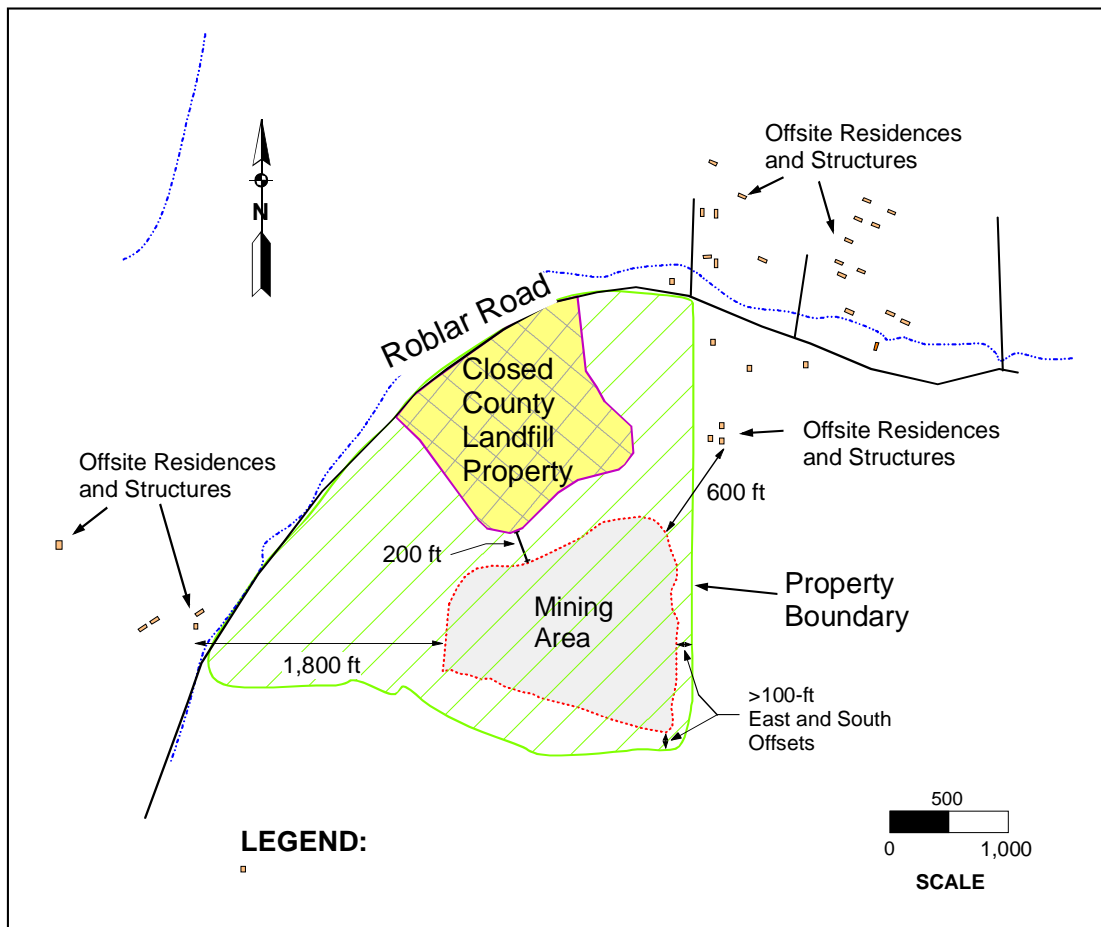 Offsite Residences
and Structures
N
Roblar Road
Closed
County
Landfill
Property
Offsite Residences
and Structures
Offsite Residences
and Structures
600 ft
200 ft
Mining
Area
Property
Boundary
1,800 ft
>100-ft
East and South
Offsets
LEGEND:
500
0
1,000
SCALE